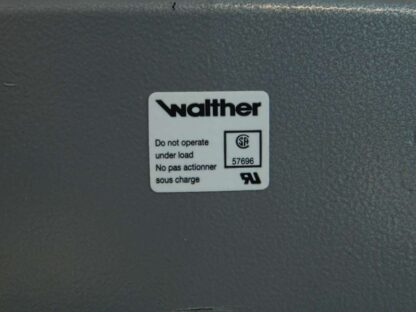 walther
Do not operate
under load
No pas actionner
sous charge
57696